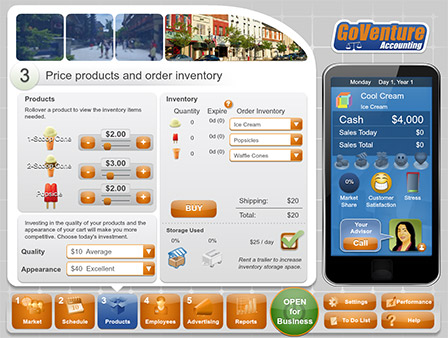 GoVenture
Accounting
3 Price products and order inventory
Products
Rollover a product to view the inventory items
needed.
1-Scoop Cone
$2.00
2-Scoop Cone
$3.00
Popsicle
$2.00
Investing in the quality of your products and the
appearance of your cart will make you more
competitive. Choose today's investment.
Quality $10 Average
Appearance $40 Excellent
Inventory
Quantity Expire ? Order Inventory
0 0d (0) Ice Cream
0 0d (0) Popsicles
0 0d (0) Waffle Cones
BUY
Shipping: $20
Total: $20
Storage Used
0% 0% $25 / day
Rent a trailer to increase
inventory storage space.
Monday Day 1, Year 1
Cool Cream
Ice Cream
Cash $4,000
Sales Today $0
Sales Total $0
0%
Market
Share
Customer
Satisfaction
Stress
Your
Advisor
Call
1 Market
2 Schedule
3 Products
4 Employees
5 Advertising
Reports
OPEN
for
Business
Settings
Performance
To Do List
? Help